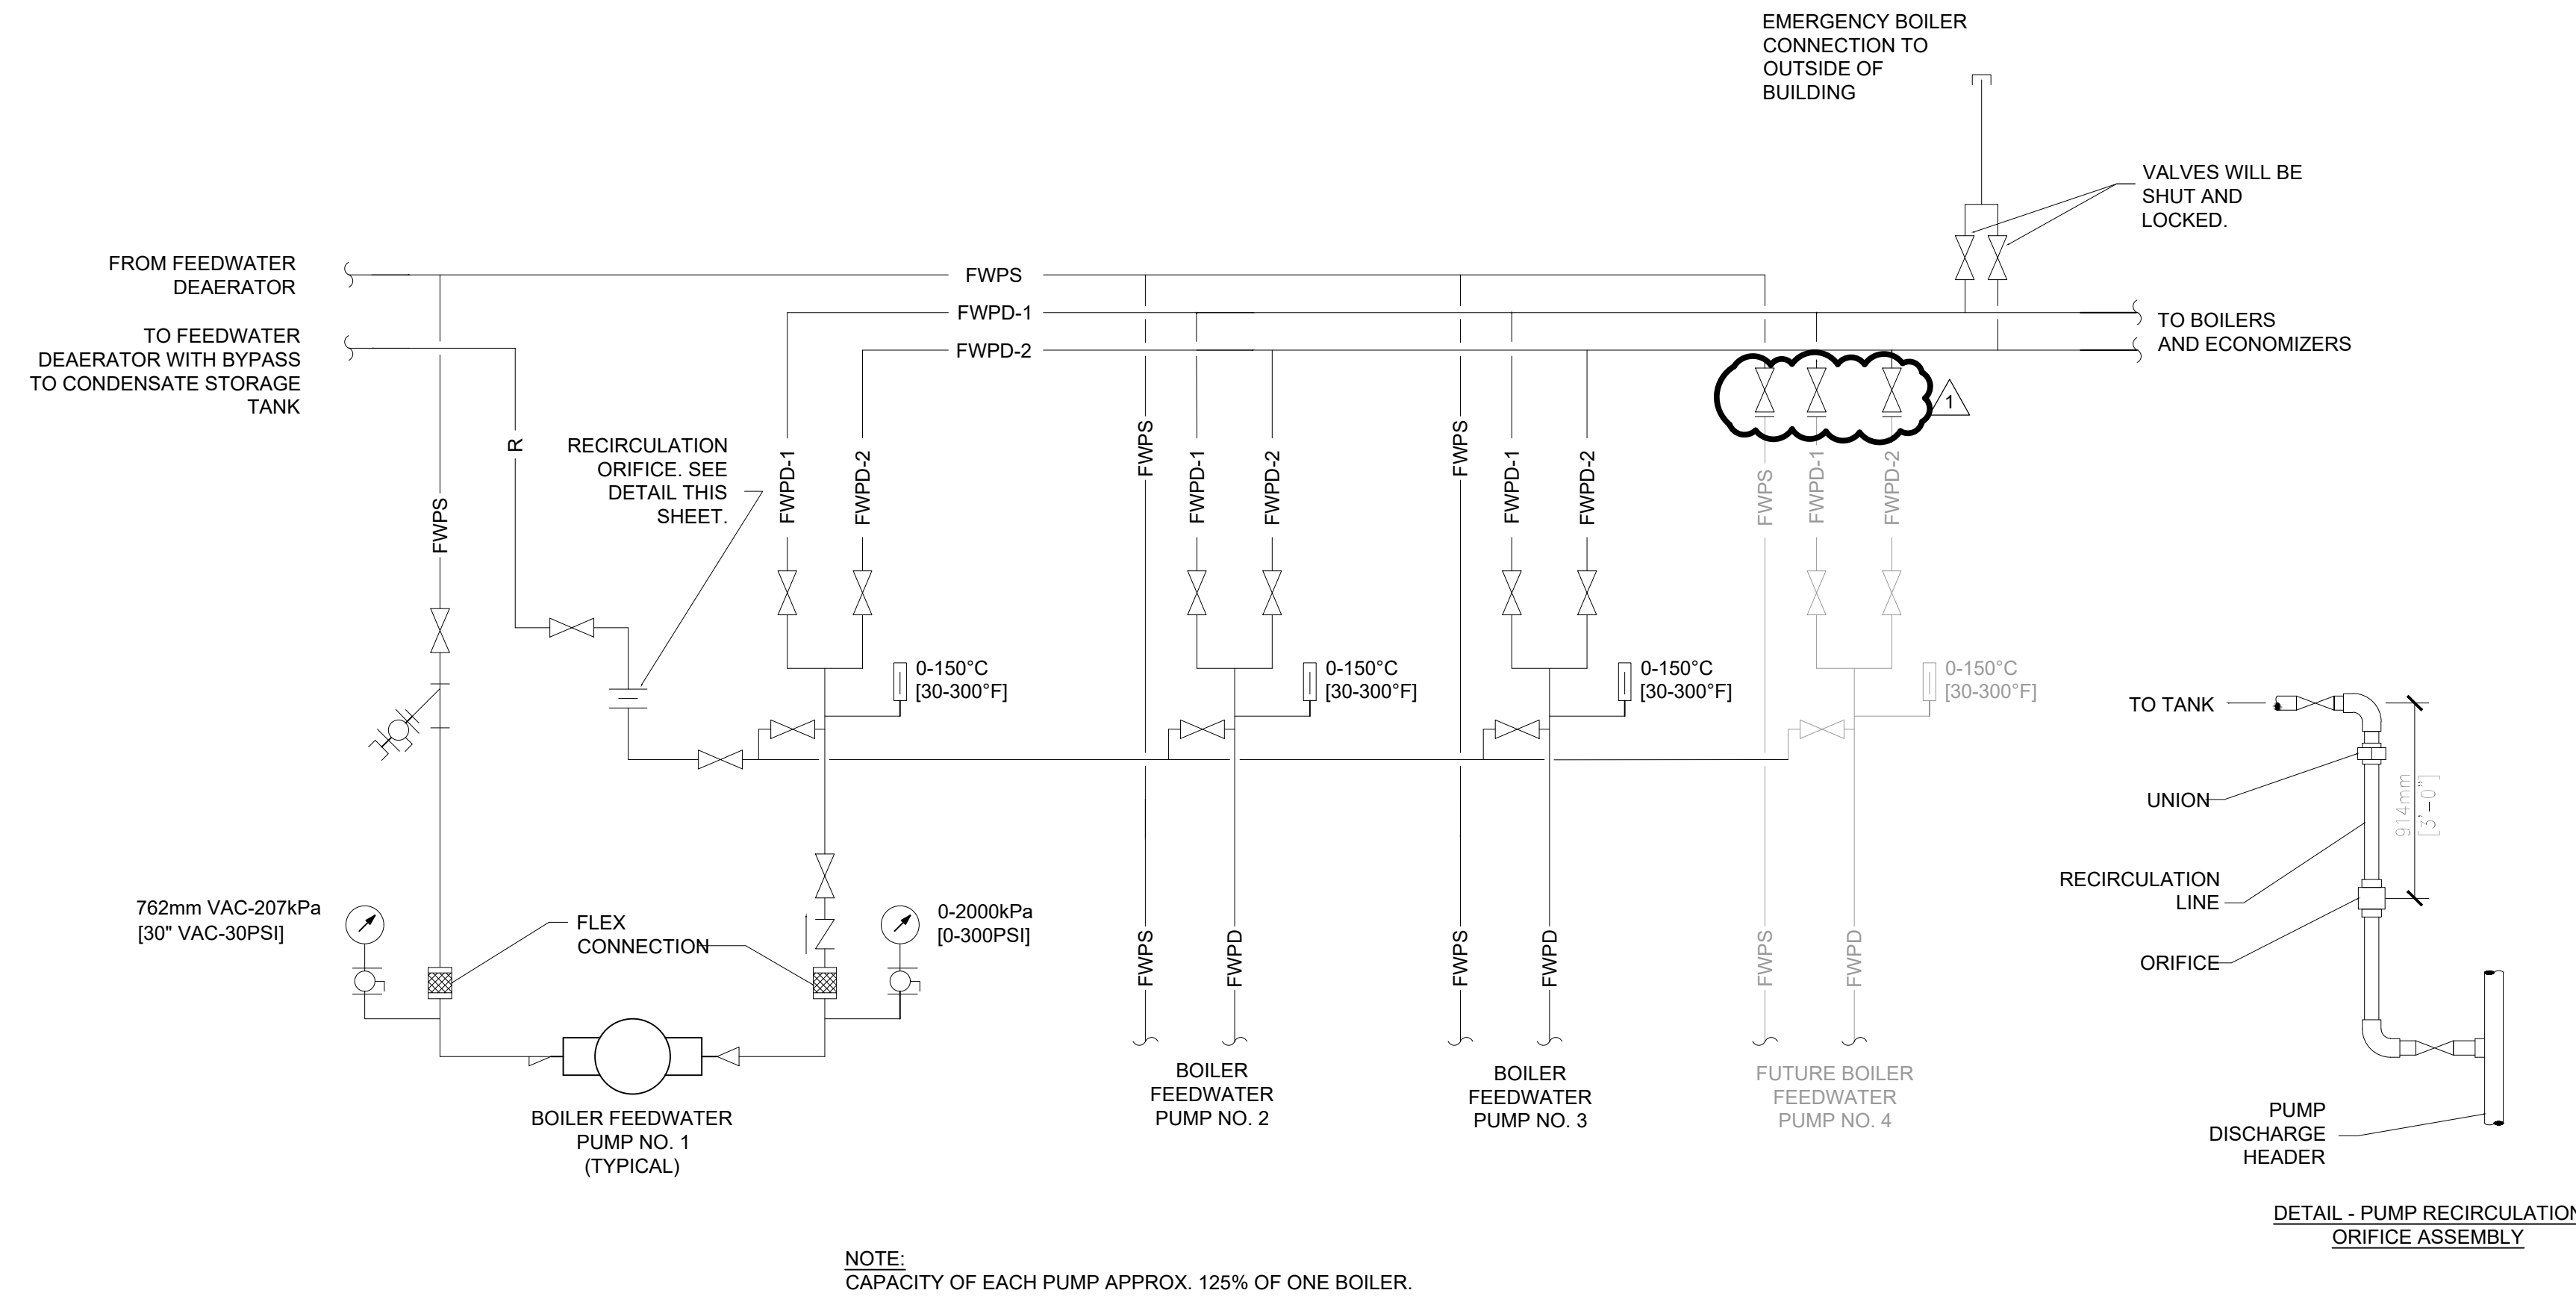 EMERGENCY BOILER
CONNECTION TO
OUTSIDE OF
BUILDING
VALVES WILL BE
SHUT AND
LOCKED.
FROM FEEDWATER
DEAERATOR
TO FEEDWATER
DEAERATOR WITH BYPASS
TO CONDENSATE STORAGE
TANK
FWPS
FWPD-1
FWPD-2
TO BOILERS
AND ECONOMIZERS
1
R
RECIRCULATION
ORIFICE. SEE
DETAIL THIS
SHEET.
FWPS
FWPD-1
FWPD-2
FWPS
FWPD-1
FWPD-2
FWPS
FWPD-1
FWPD-2
FWPS
FWPD-1
FWPD-2
0-150°C
[30-300°F]
0-150°C
[30-300°F]
0-150°C
[30-300°F]
0-150°C
[30-300°F]
762mm VAC-207kPa
[30" VAC-30PSI]
FLEX
CONNECTION
0-2000kPa
[0-300PSI]
FWPS
FWPD
FWPS
FWPD
FWPS
FWPD
BOILER FEEDWATER
PUMP NO. 1
(TYPICAL)
BOILER
FEEDWATER
PUMP NO. 2
BOILER
FEEDWATER
PUMP NO. 3
FUTURE BOILER
FEEDWATER
PUMP NO. 4
TO TANK
UNION
914mm
[3'-0"]
RECIRCULATION
LINE
ORIFICE
PUMP
DISCHARGE
HEADER
DETAIL - PUMP RECIRCULATION
ORIFICE ASSEMBLY
NOTE:
CAPACITY OF EACH PUMP APPROX. 125% OF ONE BOILER.